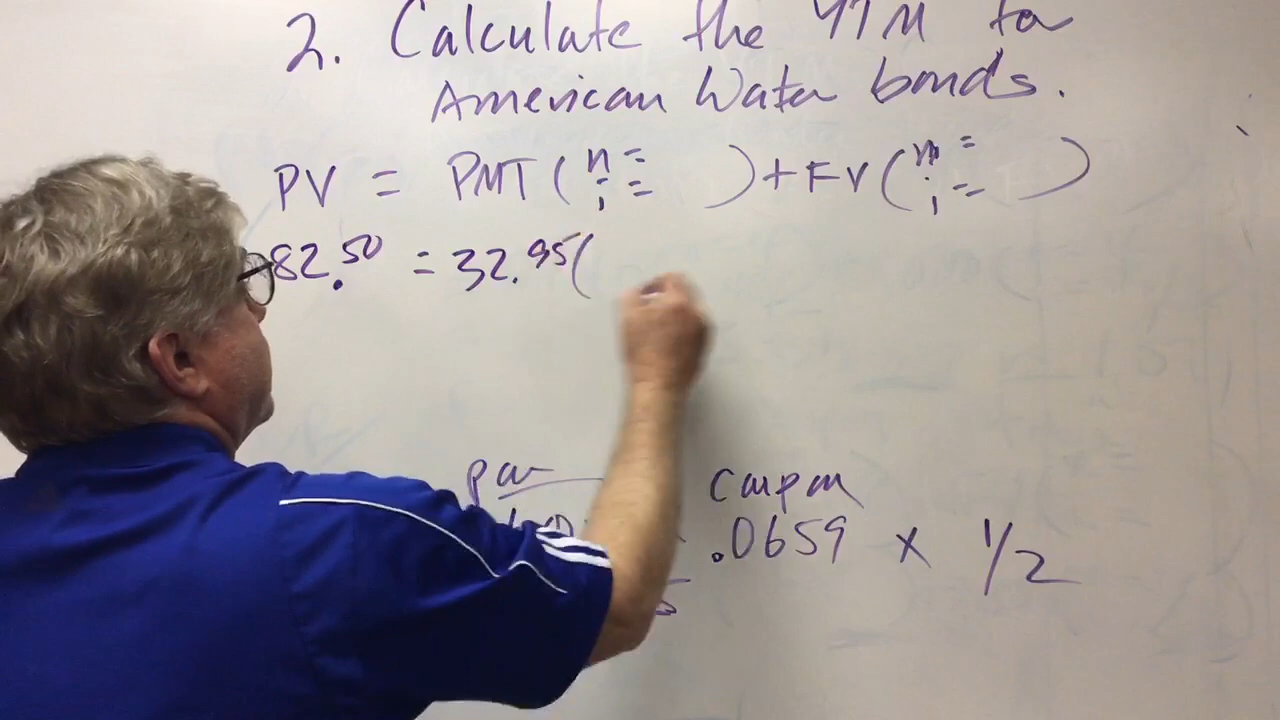 2. Calculate the YTM for
American Water bonds.
PV = PMT ( n = i = ) + FV ( n = i = )
82.50 = 32.95 (
par
coupon
.0659 x 1/2